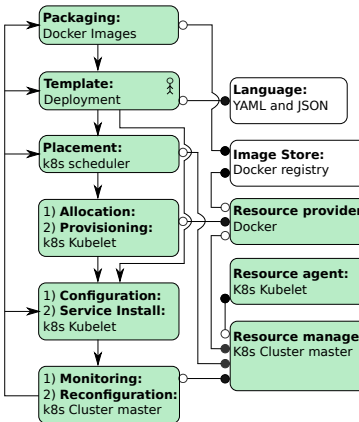 Packaging:
Docker Images
Template:
Deployment
Language:
YAML and JSON
Placement:
k8s scheduler
Image Store:
Docker registry
1) Allocation:
2) Provisioning:
k8s Kubelet
Resource provider
Docker
Resource agent:
K8s Kubelet
1) Configuration:
2) Service Install:
k8s Kubelet
Resource manage
K8s Cluster master
1) Monitoring:
2) Reconfiguration:
k8s Cluster master